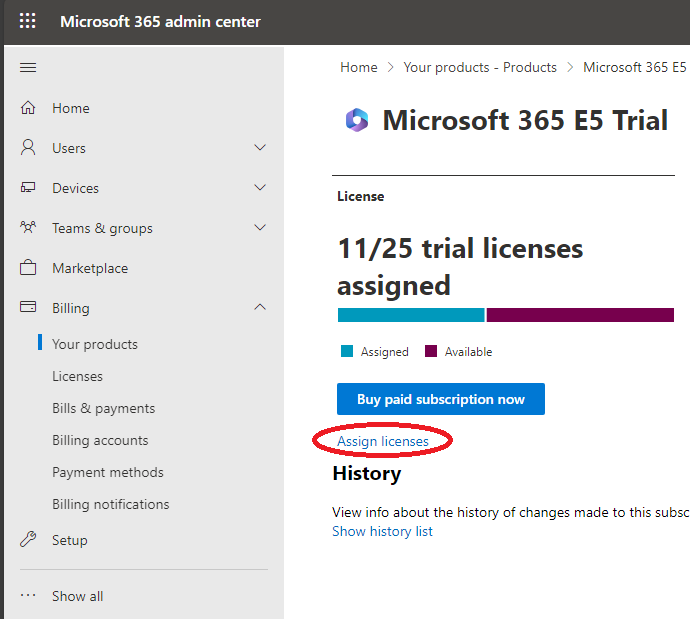 Microsoft 365 admin center
Home
Users
Devices
Teams & groups
Marketplace
Billing
Your products
Licenses
Bills & payments
Billing accounts
Payment methods
Billing notifications
Setup
Show all
Home > Your products - Products > Microsoft 365 E5
Microsoft 365 E5 Trial
License
11/25 trial licenses
assigned
Assigned Available
Buy paid subscription now
Assign licenses
History
View info about the history of changes made to this subsc
Show history list